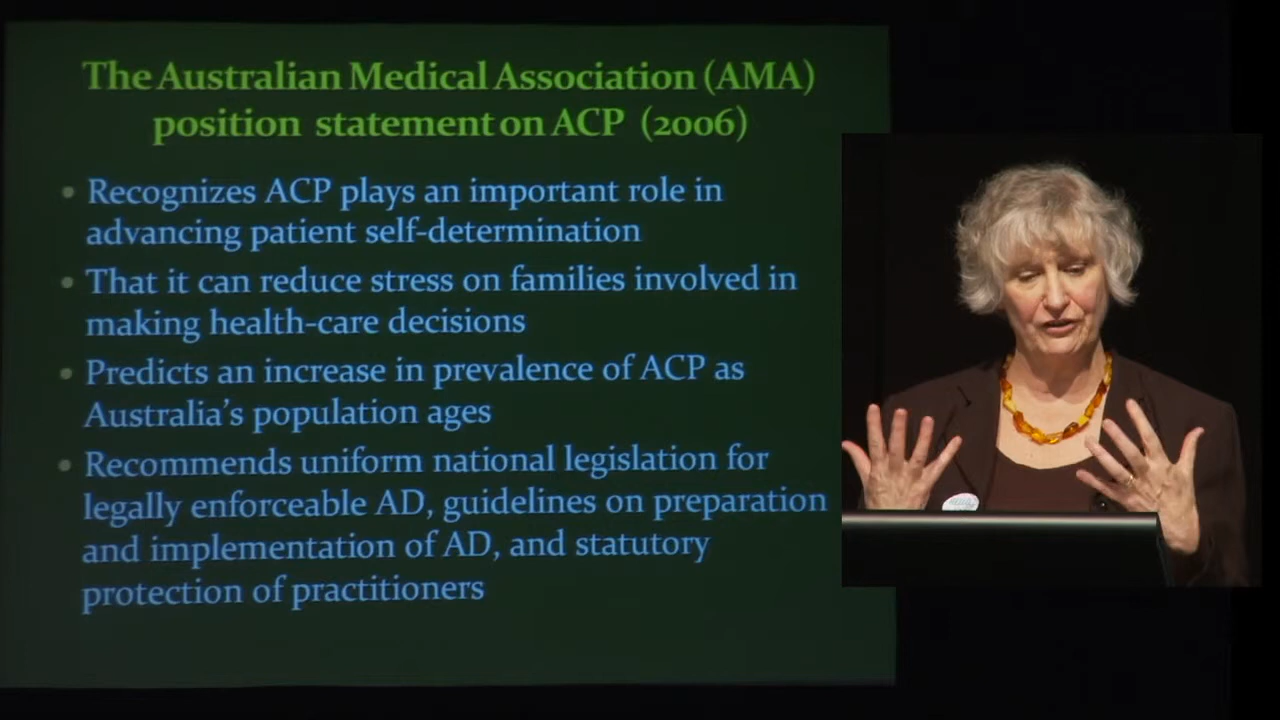 The Australian Medical Association (AMA)
position statement on ACP (2006)
• Recognizes ACP plays an important role in
advancing patient self-determination
• That it can reduce stress on families involved in
making health-care decisions
• Predicts an increase in prevalence of ACP as
Australia's population ages
• Recommends uniform national legislation for
legally enforceable AD, guidelines on preparation
and implementation of AD, and statutory
protection of practitioners